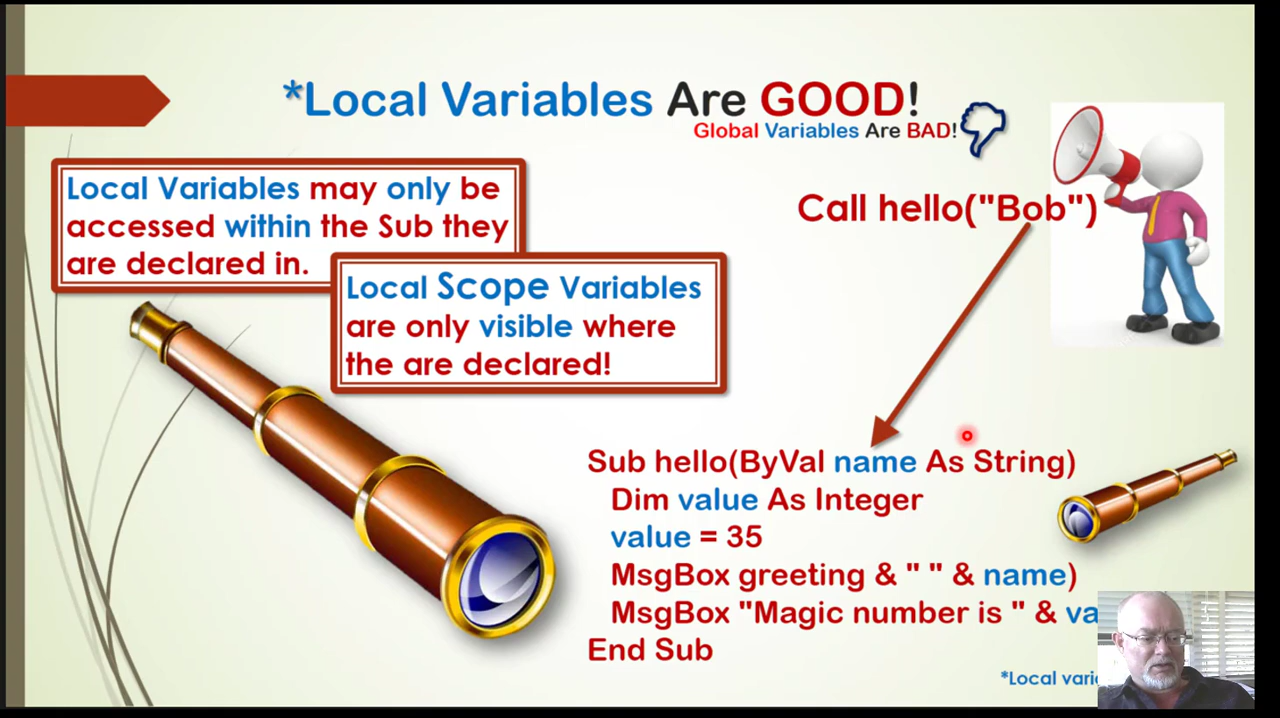 *Local Variables Are GOOD!
Global Variables Are BAD!
Local Variables may only be
accessed within the Sub they
are declared in.
Local Scope Variables
are only visible where
the are declared!
Call hello("Bob")
Sub hello(ByVal name As String)
Dim value As Integer
value = 35
MsgBox greeting & " " & name)
MsgBox "Magic number is " & va
End Sub
*Local vari